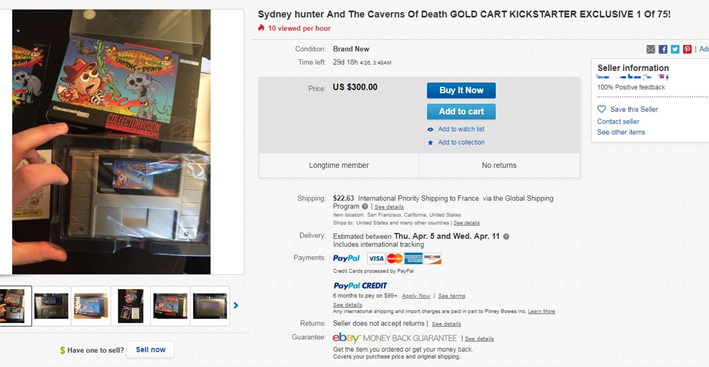 Sydney hunter And The Caverns Of Death GOLD CART KICKSTARTER EXCLUSIVE 1 Of 75!
10 viewed per hour
Condition: Brand New
Time left: 29d 18h 4/26, 3:46AM
Price: US $300.00
Buy It Now
Add to cart
Add to watch list
Add to collection
Longtime member No returns
Shipping: $22.63 International Priority Shipping to France via the Global Shipping
Program See details
Item location: San Francisco, California, United States
Ships to: United States and many other countries | See details
Delivery: Estimated between Thu. Apr. 5 and Wed. Apr. 11
Includes international tracking
Payments: PayPal VISA MasterCard DISCOVER
Credit Cards processed by PayPal
PayPal CREDIT
6 months to pay on $99+. Apply Now | See terms
See details
Any international shipping and import charges are paid in part to Pitney Bowes Inc. Learn More
Returns: Seller does not accept returns | See details
Guarantee: ebay MONEY BACK GUARANTEE | See details
Get the item you ordered or get your money back.
Covers your purchase price and original shipping.
Ad
Seller information
100% Positive feedback
Save this Seller
Contact seller
See other items
SYDNEY HUNTER
CAVERNS
DEATH
COLLECTORVISION
$ Have one to sell? Sell now